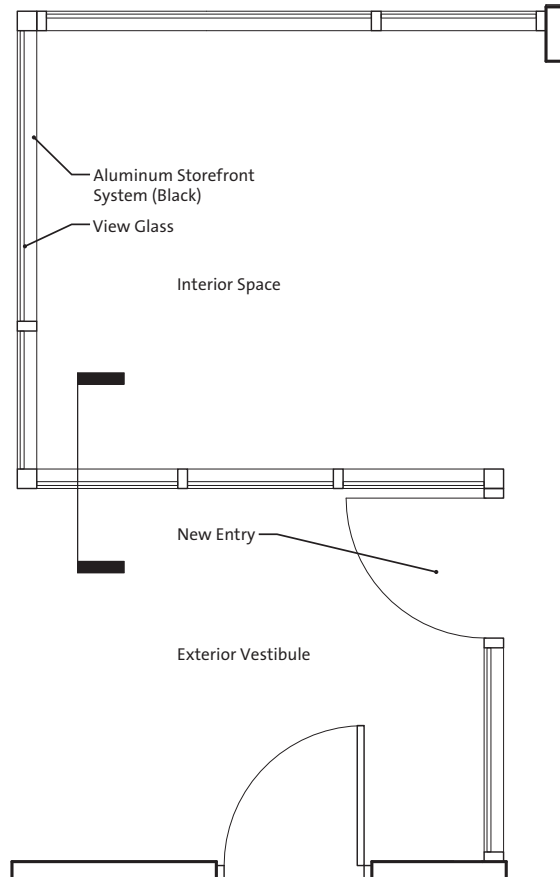 Aluminum Storefront
System (Black)
View Glass
Interior Space
New Entry
Exterior Vestibule